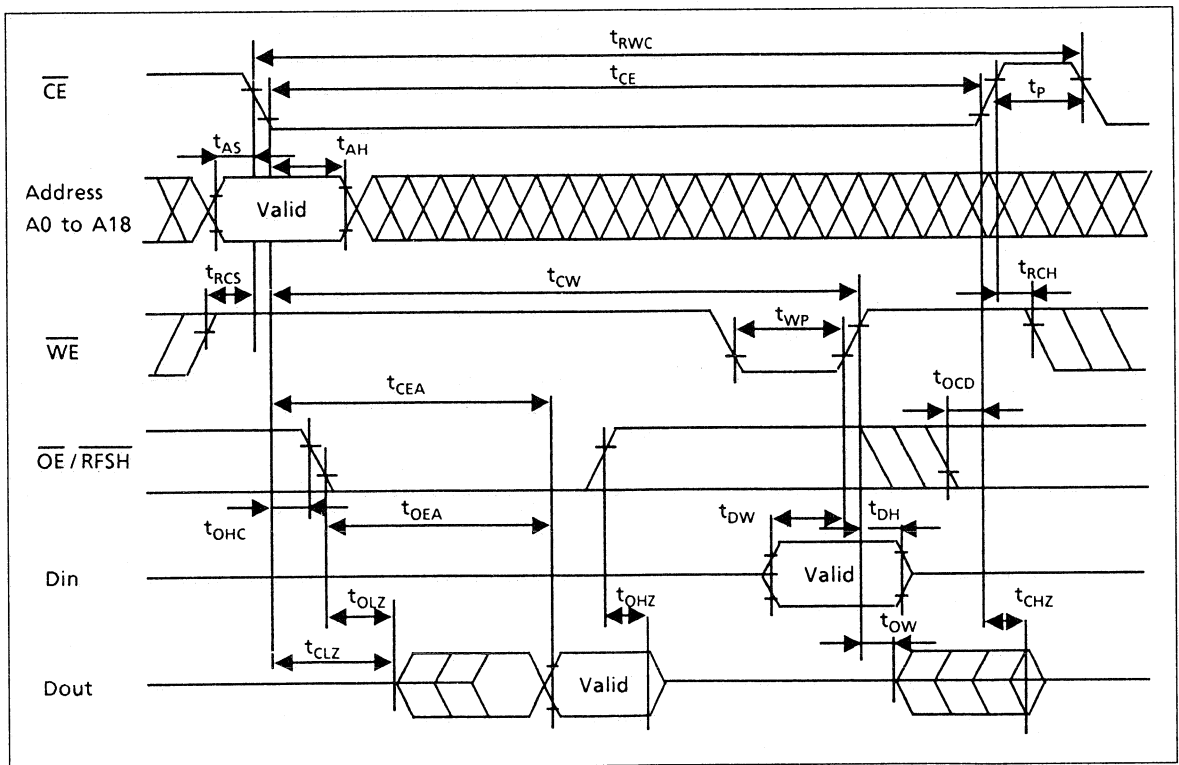 tRWC
CE
tCE
tP
tAS
tAH
Address
A0 to A18
Valid
tRCS
tCW
tRCH
WE
tWP
tCEA
tOCD
OE / RFSH
tOHC
tOEA
tDW
tDH
Din
Valid
tOLZ
tOHZ
tCHZ
tOW
tCLZ
Dout
Valid